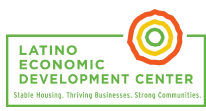 LATINO
ECONOMIC
DEVELOPMENT CENTER
Stable Housing. Thriving Businesses. Strong Communities.